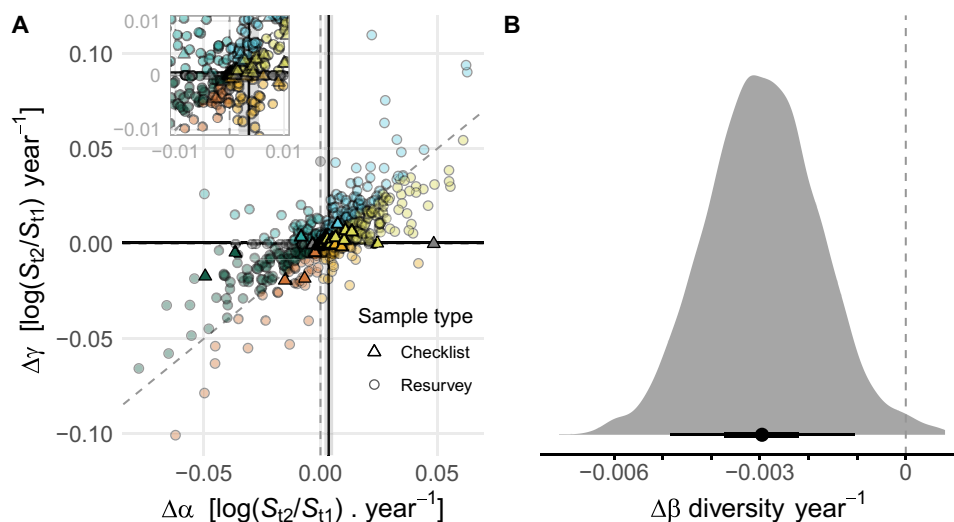 A
B
0.10
0.05
0.00
−0.05
−0.10
0.01
0
−0.01
−0.01
0
0.01
Δγ [log(St2/St1) year−1]
Sample type
Checklist
Resurvey
−0.05
0.00
0.05
Δα [log(St2/St1) . year−1]
−0.006
−0.003
0
Δβ diversity year−1